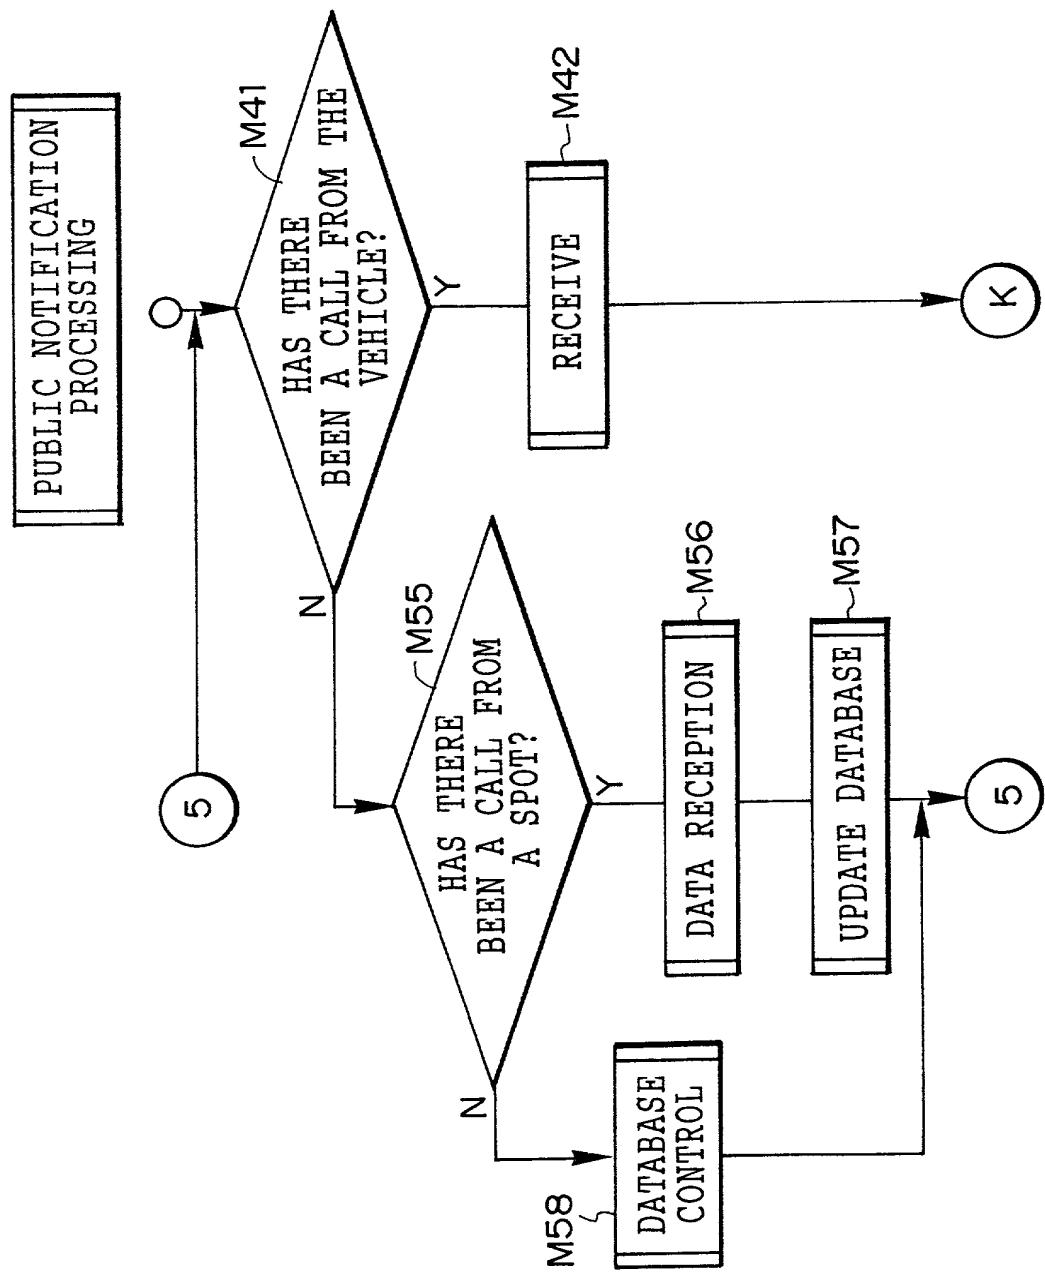 PUBLIC NOTIFICATION
PROCESSING
5
M41
HAS THERE
BEEN A CALL FROM THE
VEHICLE?
N
Y
M42
RECEIVE
K
M55
HAS THERE
BEEN A CALL FROM
A SPOT?
N
Y
M56
DATA RECEPTION
M57
UPDATE DATABASE
M58
DATABASE
CONTROL
5